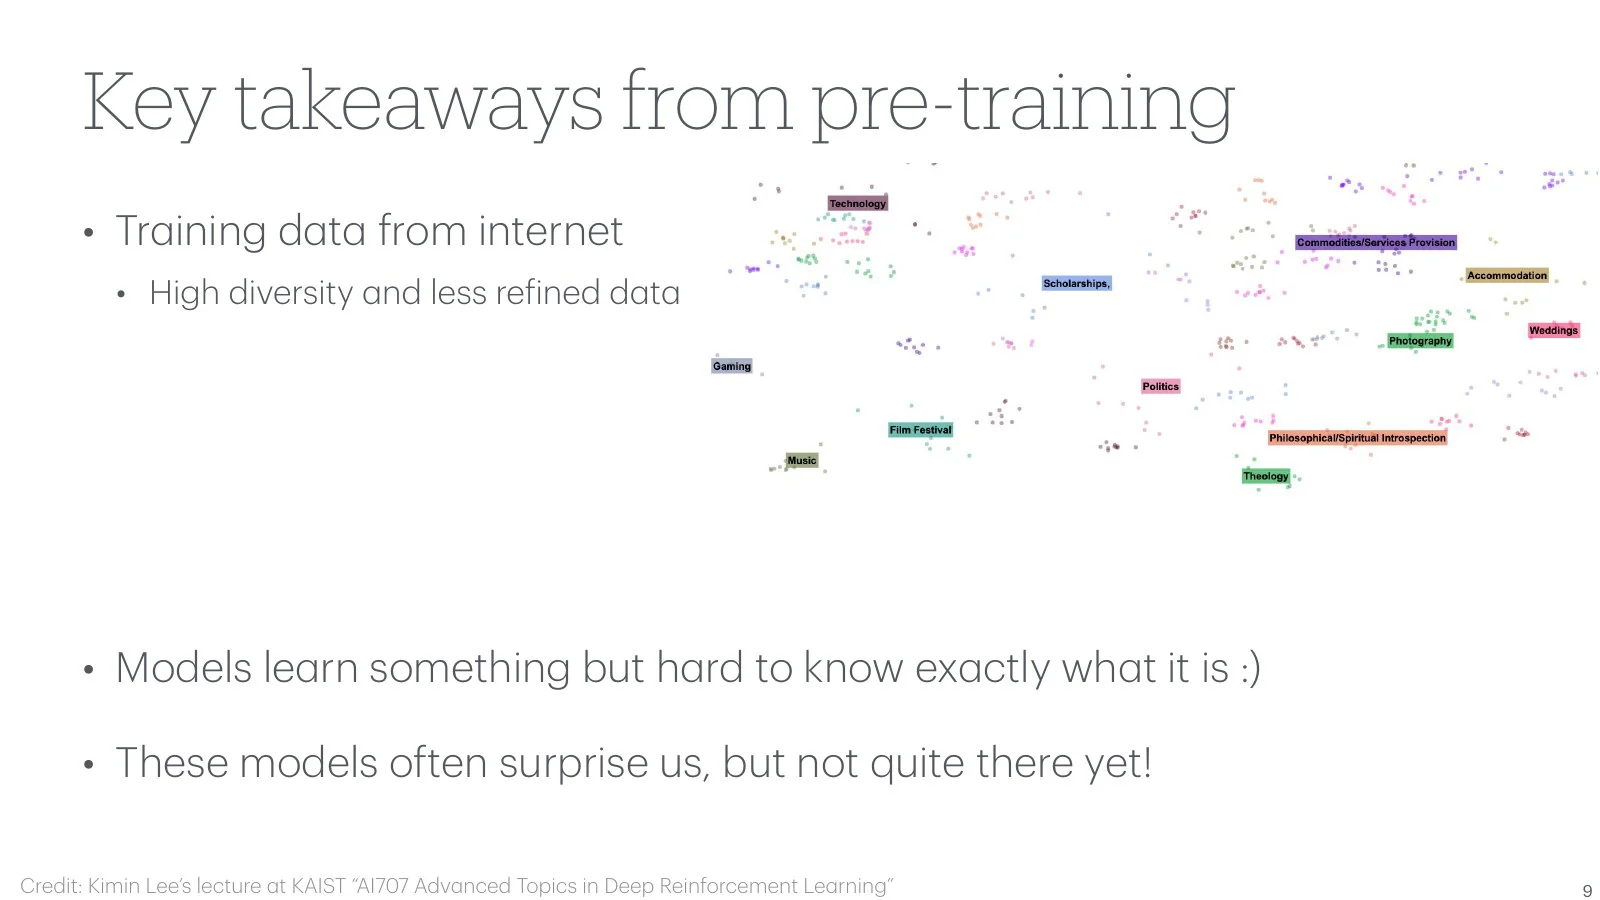 Key takeaways from pre-training
• Training data from internet
• High diversity and less refined data
Technology
Commodities/Services Provision
Accommodation
Scholarships,
Weddings
Photography
Gaming
Politics
Film Festival
Philosophical/Spiritual Introspection
Music
Theology
• Models learn something but hard to know exactly what it is :)
• These models often surprise us, but not quite there yet!
Credit: Kimin Lee's lecture at KAIST “AI707 Advanced Topics in Deep Reinforcement Learning”
9